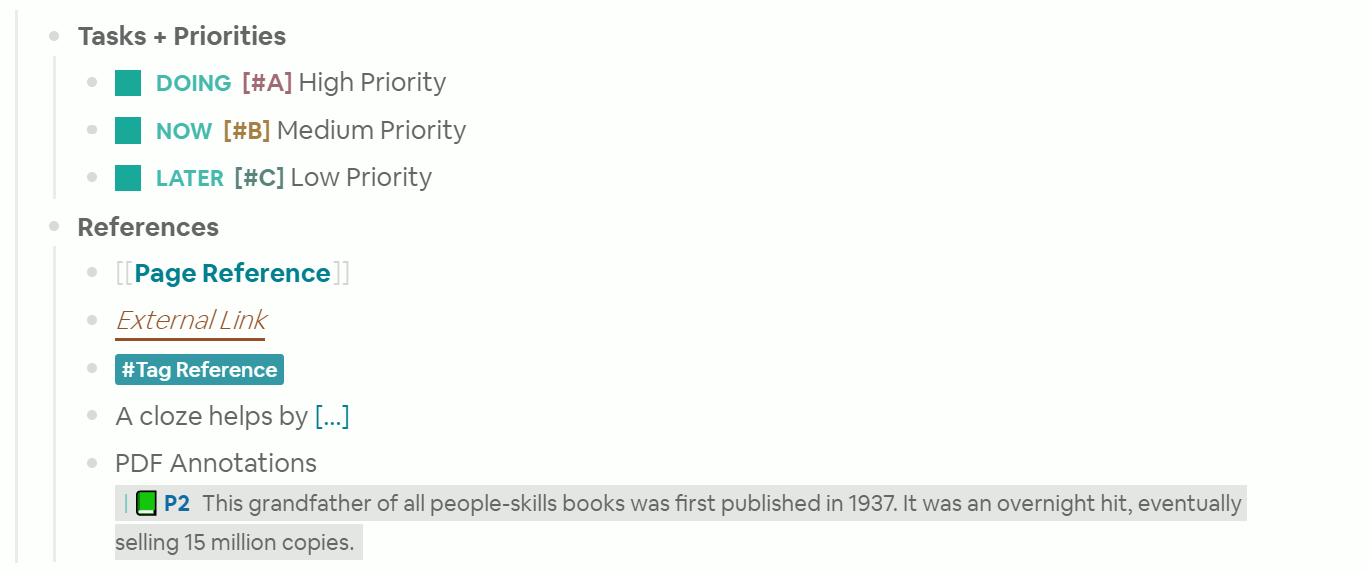 Tasks + Priorities
DOING [#A] High Priority
NOW [#B] Medium Priority
LATER [#C] Low Priority
References
[[Page Reference]]
External Link
#Tag Reference
A cloze helps by [...]
PDF Annotations
P2 This grandfather of all people-skills books was first published in 1937. It was an overnight hit, eventually
selling 15 million copies.